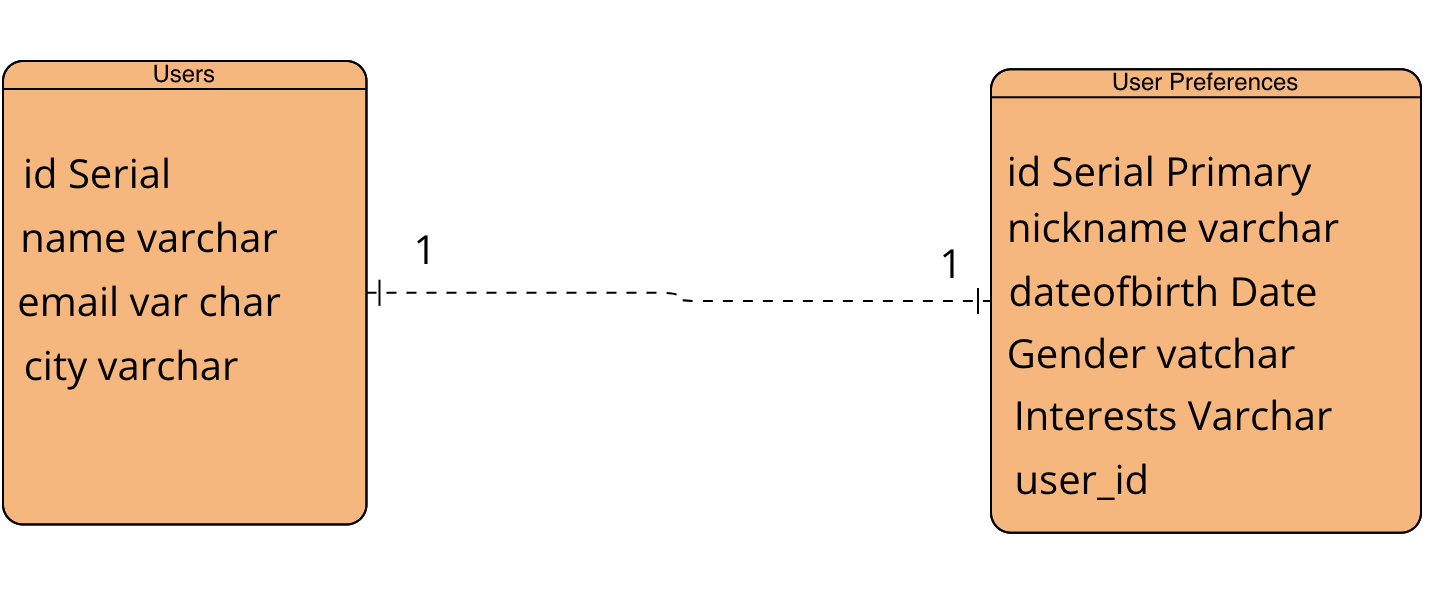 Users
id Serial
name varchar
email var char
city varchar
1
1
User Preferences
id Serial Primary
nickname varchar
dateofbirth Date
Gender vatchar
Interests Varchar
user_id